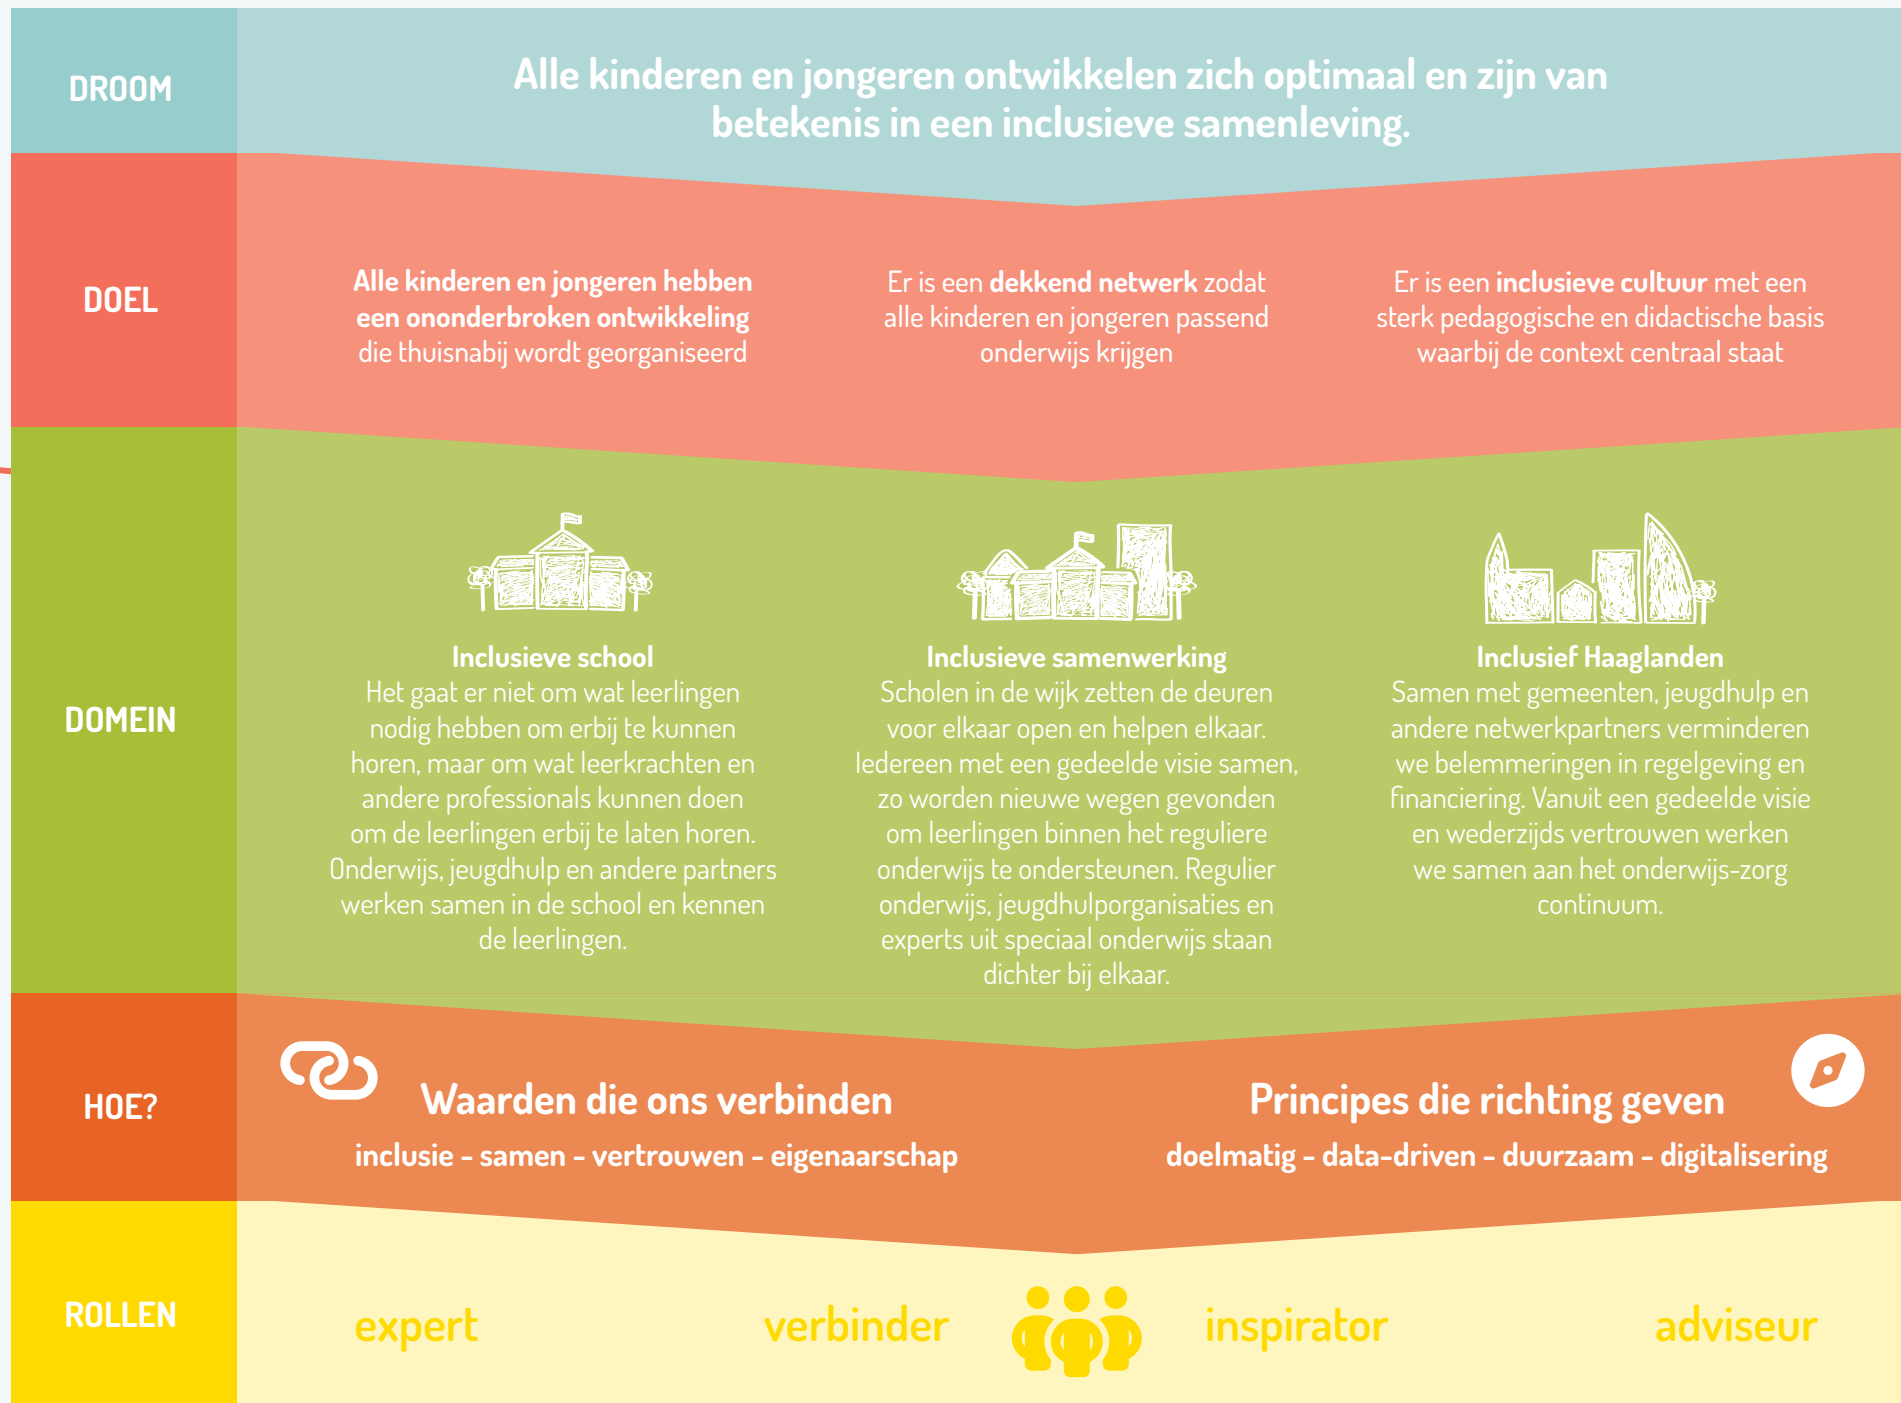 DROOM
Alle kinderen en jongeren ontwikkelen zich optimaal en zijn van
betekenis in een inclusieve samenleving.
DOEL
Alle kinderen en jongeren hebben
een ononderbroken ontwikkeling
die thuisnabij wordt georganiseerd
Er is een dekkend netwerk zodat
alle kinderen en jongeren passend
onderwijs krijgen
Er is een inclusieve cultuur met een
sterk pedagogische en didactische basis
waarbij de context centraal staat
DOMEIN
Inclusieve school
Het gaat er niet om wat leerlingen
nodig hebben om erbij te kunnen
horen, maar om wat leerkrachten en
andere professionals kunnen doen
om de leerlingen erbij te laten horen.
Onderwijs, jeugdhulp en andere partners
werken samen in de school en kennen
de leerlingen.
Inclusieve samenwerking
Scholen in de wijk zetten de deuren
voor elkaar open en helpen elkaar.
Iedereen met een gedeelde visie samen,
zo worden nieuwe wegen gevonden
om leerlingen binnen het reguliere
onderwijs te ondersteunen. Regulier
onderwijs, jeugdhulporganisaties en
experts uit speciaal onderwijs staan
dichter bij elkaar.
Inclusief Haaglanden
Samen met gemeenten, jeugdhulp en
andere netwerkpartners verminderen
we belemmeringen in regelgeving en
financiering. Vanuit een gedeelde visie
en wederzijds vertrouwen werken
we samen aan het onderwijs-zorg
continuum.
HOE?
Waarden die ons verbinden
inclusie - samen - vertrouwen - eigenaarschap
Principes die richting geven
doelmatig - data-driven - duurzaam - digitalisering
ROLLEN
expert
verbinder
inspirator
adviseur